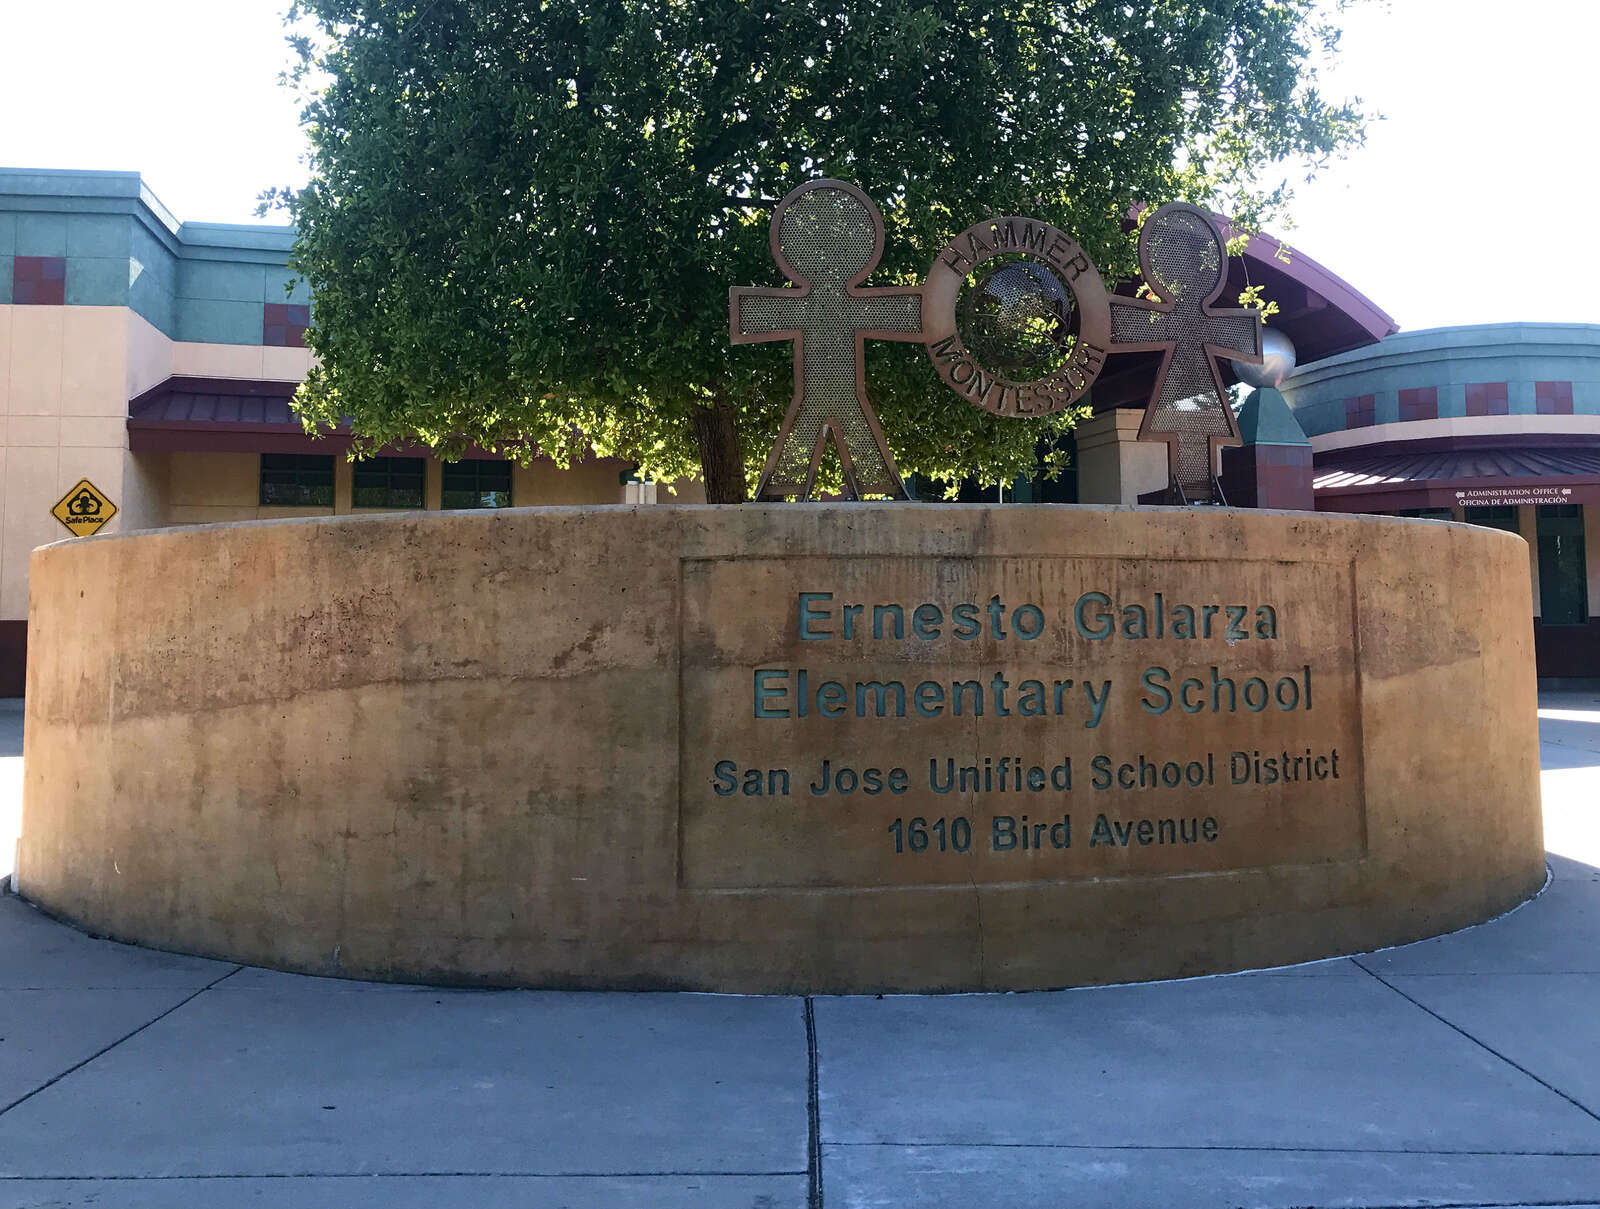 HAMMER
MONTESSORI
Safe Place
ADMINISTRATION OFFICE
OFICINA DE ADMINISTRACIÓN
Ernesto Galarza
Elementary School
San Jose Unified School District
1610 Bird Avenue